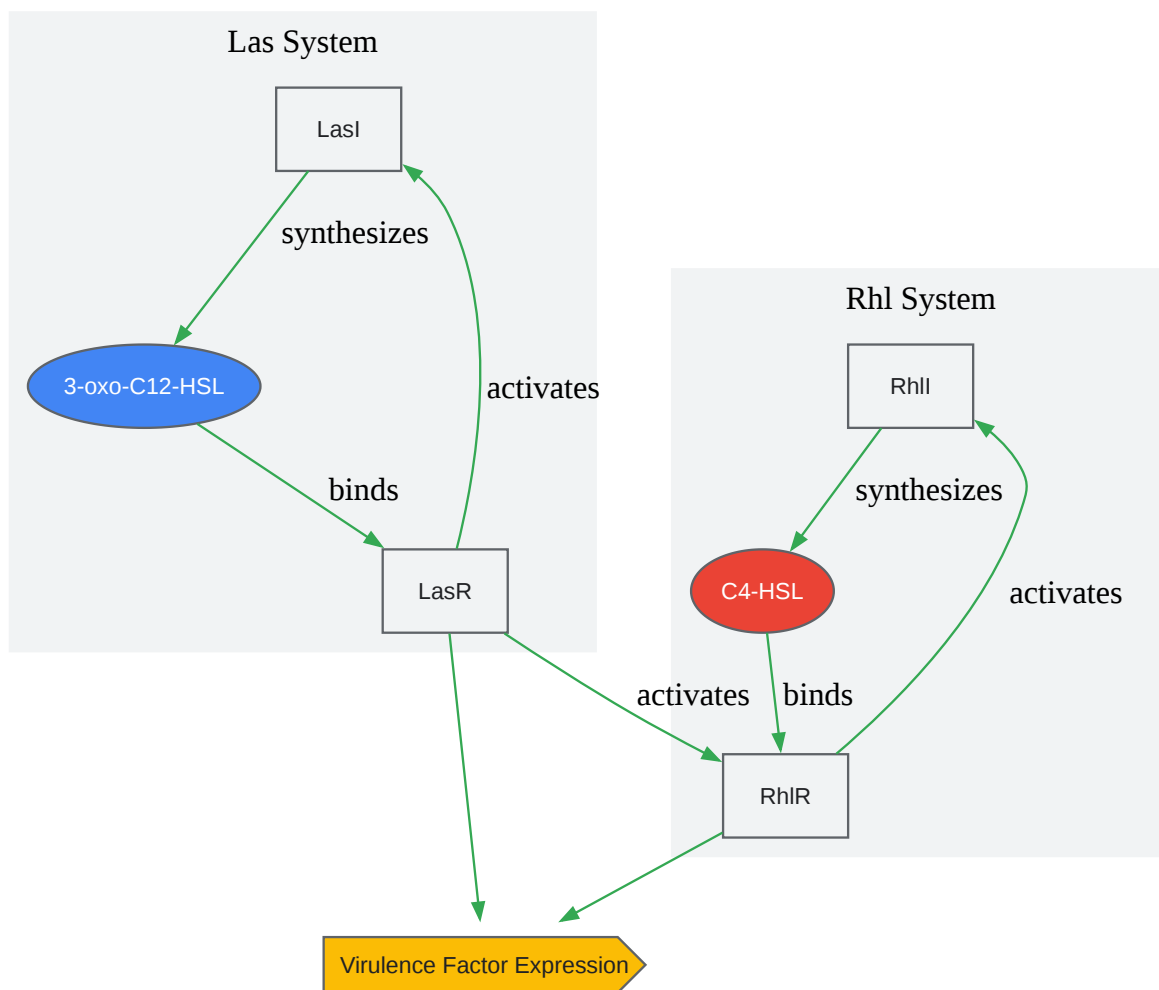 Las System
LasI
synthesizes
Rhl System
RhlI
3-oxo-C12-HSL
activates
binds
synthesizes
LasR
C4-HSL
activates
activates
binds
RhlR
Virulence Factor Expression